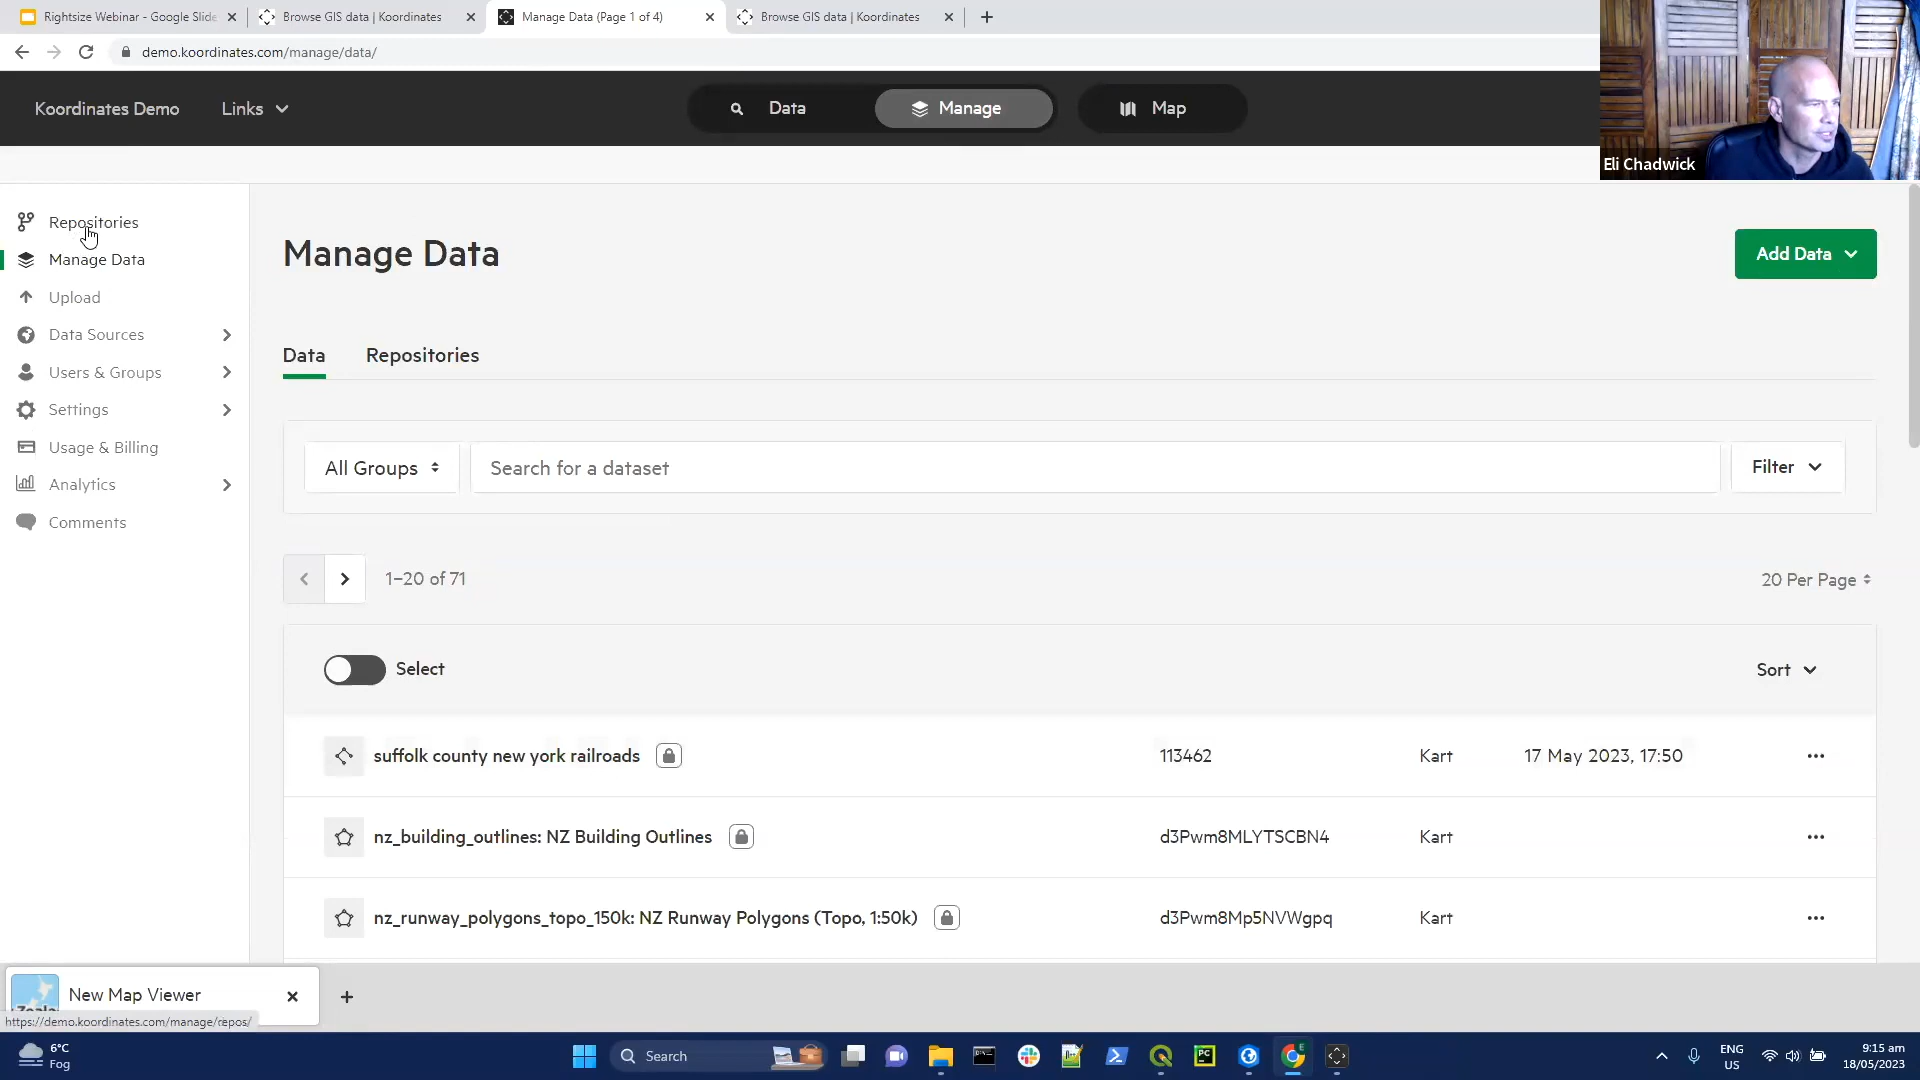 Rightsize Webinar - Google Slide
Browse GIS data | Koordinates
Manage Data (Page 1 of 4)
Browse GIS data | Koordinates
demo.koordinates.com/manage/data/
Koordinates Demo
Links
Data
Manage
Map
Eli Chadwick
Repositories
Manage Data
Upload
Data Sources
Users & Groups
Settings
Usage & Billing
Analytics
Comments
Manage Data
Add Data
Data
Repositories
All Groups
Search for a dataset
Filter
1–20 of 71
20 Per Page
Select
Sort
suffolk county new york railroads
113462
Kart
17 May 2023, 17:50
nz_building_outlines: NZ Building Outlines
d3Pwm8MLYTSCBN4
Kart
nz_runway_polygons_topo_150k: NZ Runway Polygons (Topo, 1:50k)
d3Pwm8Mp5NVWgpq
Kart
New Map Viewer
https://demo.koordinates.com/manage/repos/
6°C
Fog
Search
PC
E
ENG
US
9:15 am
18/05/2023